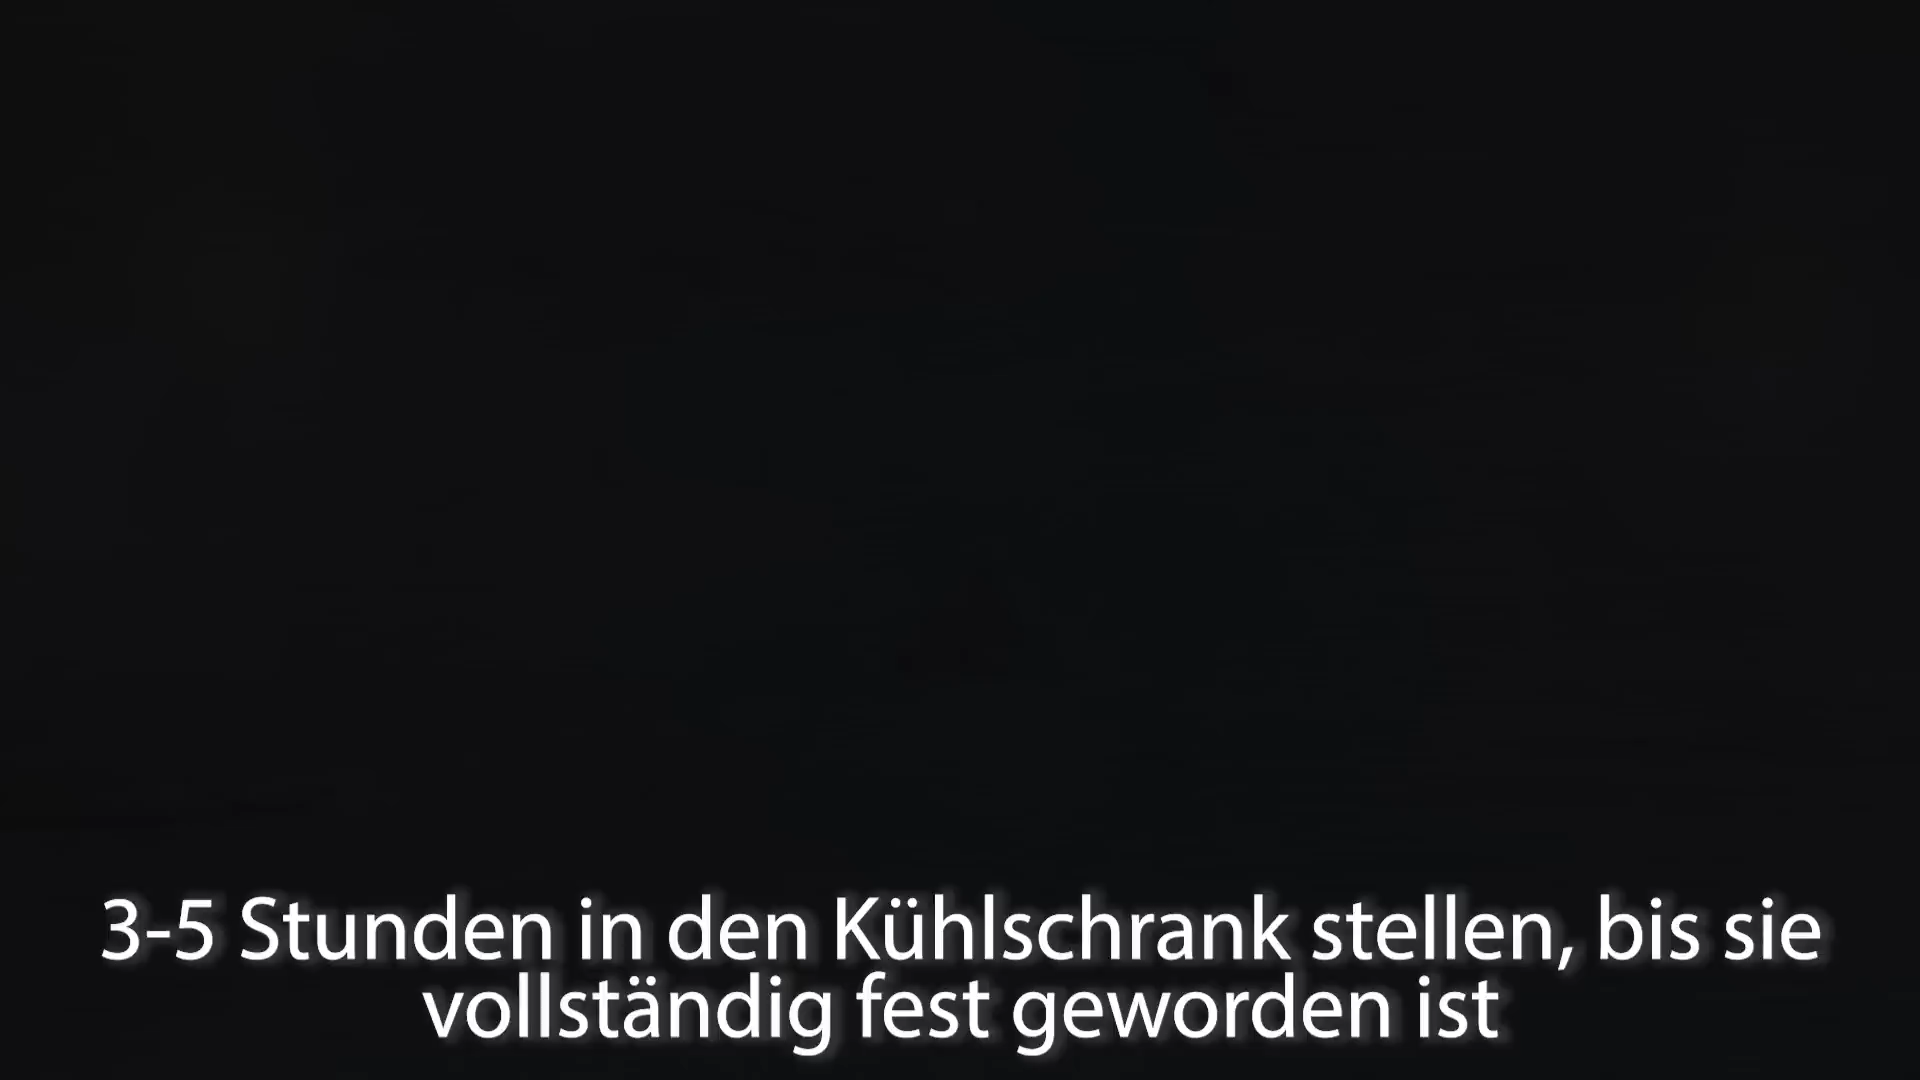 3-5 Stunden in den Kühlschrank stellen, bis sie
vollständig fest geworden ist